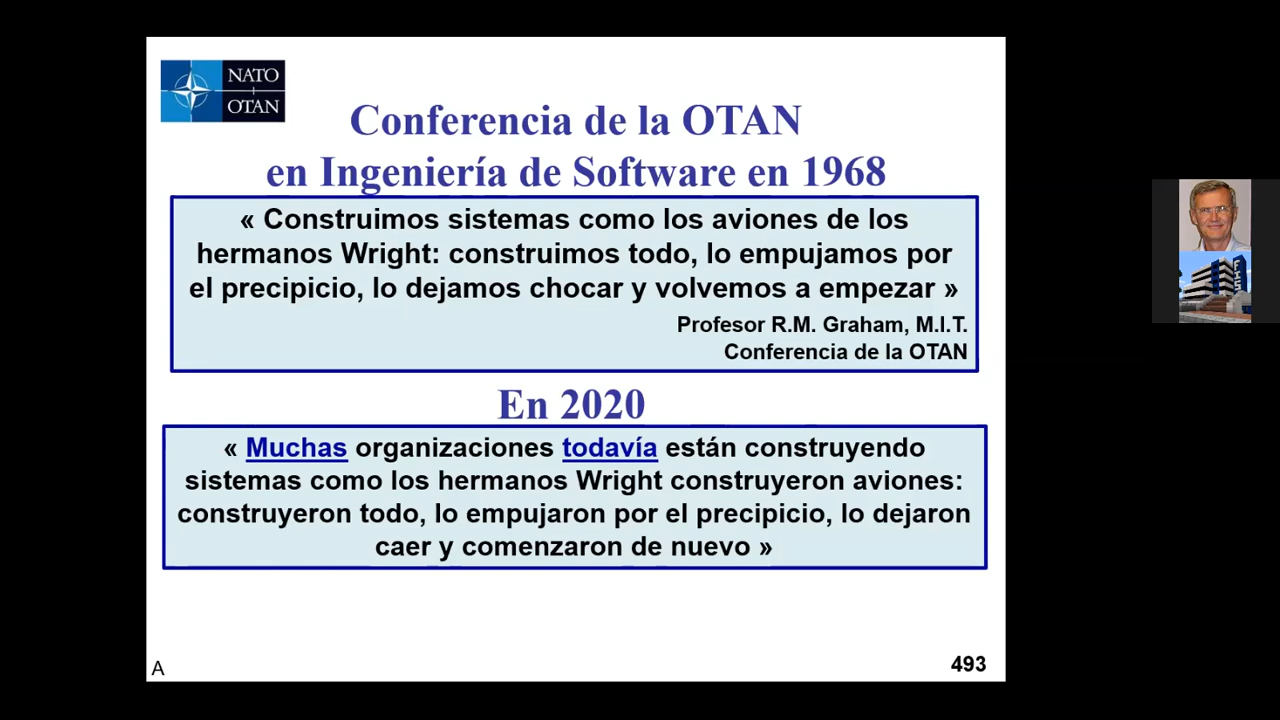 NATO
OTAN
Conferencia de la OTAN
en Ingeniería de Software en 1968
« Construimos sistemas como los aviones de los
hermanos Wright: construimos todo, lo empujamos por
el precipicio, lo dejamos chocar y volvemos a empezar »
Profesor R.M. Graham, M.I.T.
Conferencia de la OTAN
En 2020
« Muchas organizaciones todavía están construyendo
sistemas como los hermanos Wright construyeron aviones:
construyeron todo, lo empujaron por el precipicio, lo dejaron
caer y comenzaron de nuevo »
A
493